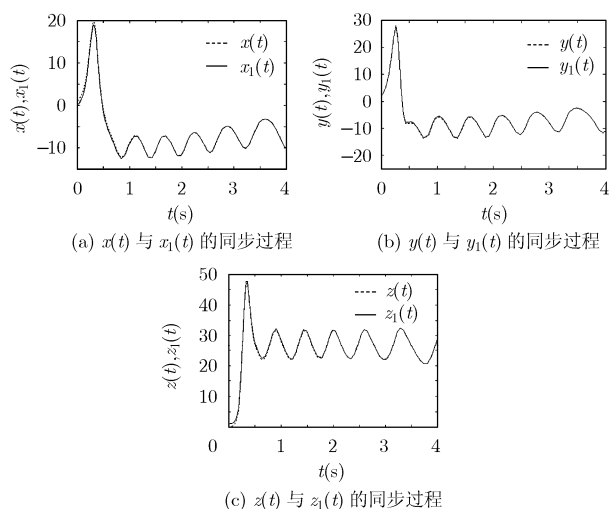 20
10
0
−10
x(t),x₁(t)
x(t)
x₁(t)
0 1 2 3 4
t(s)
(a) x(t) 与 x₁(t) 的同步过程
30
20
10
0
−10
−20
y(t),y₁(t)
y(t)
y₁(t)
0 1 2 3 4
t(s)
(b) y(t) 与 y₁(t) 的同步过程
50
40
30
20
10
z(t),z₁(t)
z(t)
z₁(t)
0 1 2 3 4
t(s)
(c) z(t) 与 z₁(t) 的同步过程